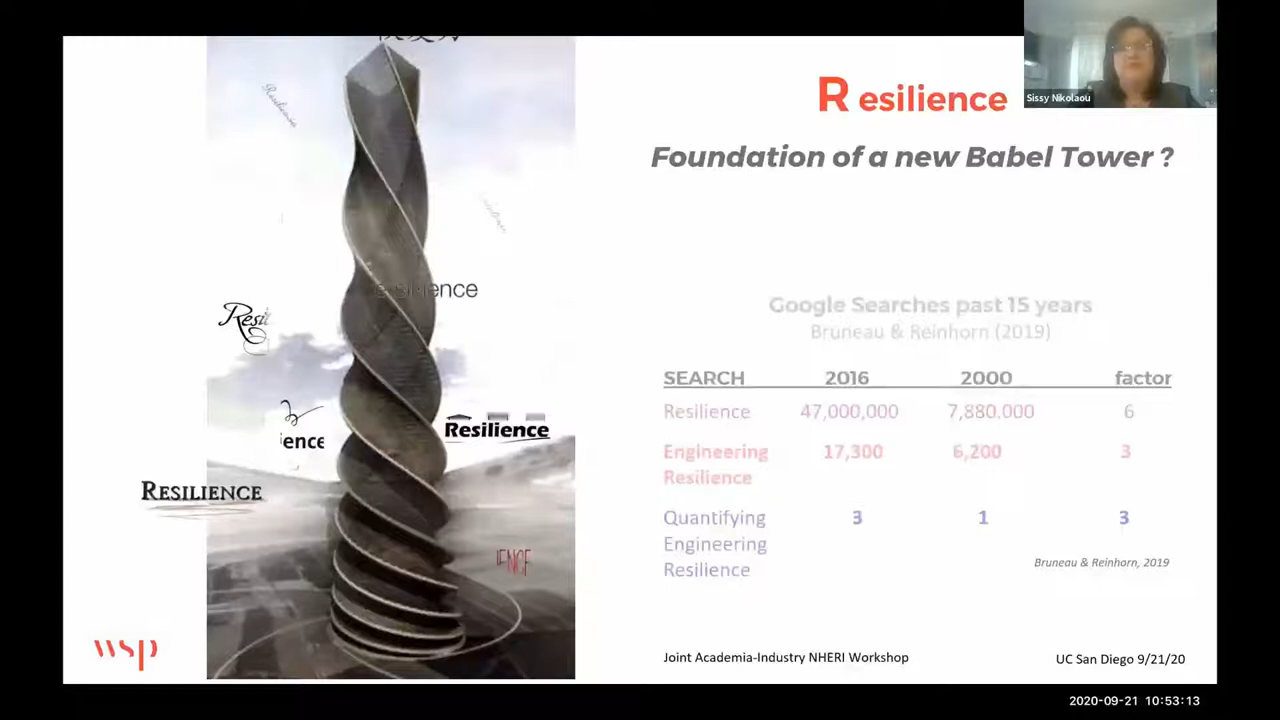 R esilience
Sissy Nikolaou
Foundation of a new Babel Tower ?
Resilience
Resilience
ience
RESILIENCE
Google Searches past 15 years
Bruneau & Reinhorn (2019)
SEARCH 2016 2000 factor
Resilience 47,000,000 7,880.000 6
Engineering 17,300 6,200 3
Resilience
Quantifying 3 1 3
Engineering
Resilience
Bruneau & Reinhorn, 2019
wsp
Joint Academia-Industry NHERI Workshop
UC San Diego 9/21/20
2020-09-21 10:53:13